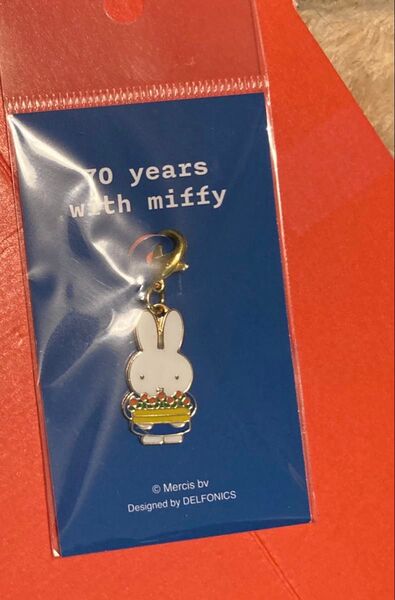 70 years
with miffy
© Mercis bv
Designed by DELFONICS